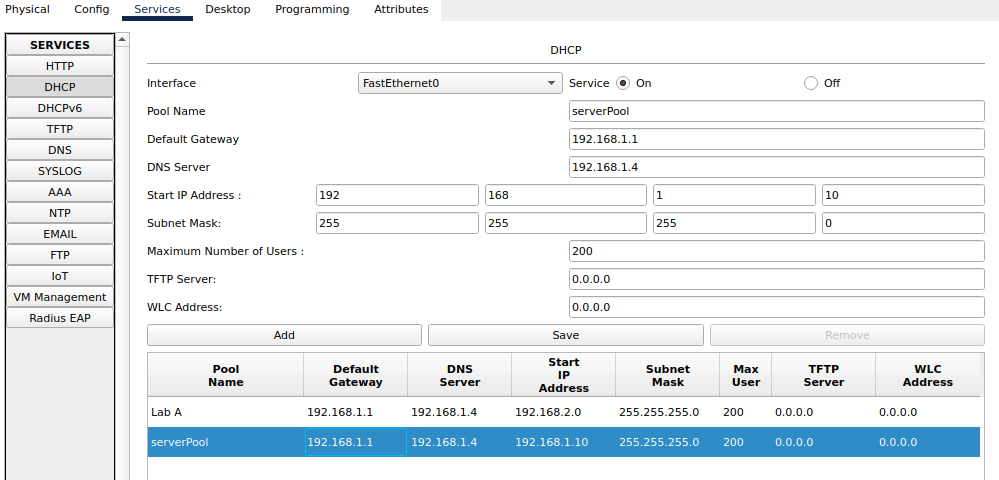 Physical Config Services Desktop Programming Attributes
SERVICES
HTTP
DHCP
DHCPv6
TFTP
DNS
SYSLOG
AAA
NTP
EMAIL
FTP
IoT
VM Management
Radius EAP
DHCP
Interface FastEthernet0 Service On Off
Pool Name serverPool
Default Gateway 192.168.1.1
DNS Server 192.168.1.4
Start IP Address : 192 168 1 10
Subnet Mask: 255 255 255 0
Maximum Number of Users : 200
TFTP Server: 0.0.0.0
WLC Address: 0.0.0.0
Add Save Remove
Pool Name Default Gateway DNS Server Start IP Address Subnet Mask Max User TFTP Server WLC Address
Lab A 192.168.1.1 192.168.1.4 192.168.2.0 255.255.255.0 200 0.0.0.0 0.0.0.0
serverPool 192.168.1.1 192.168.1.4 192.168.1.10 255.255.255.0 200 0.0.0.0 0.0.0.0